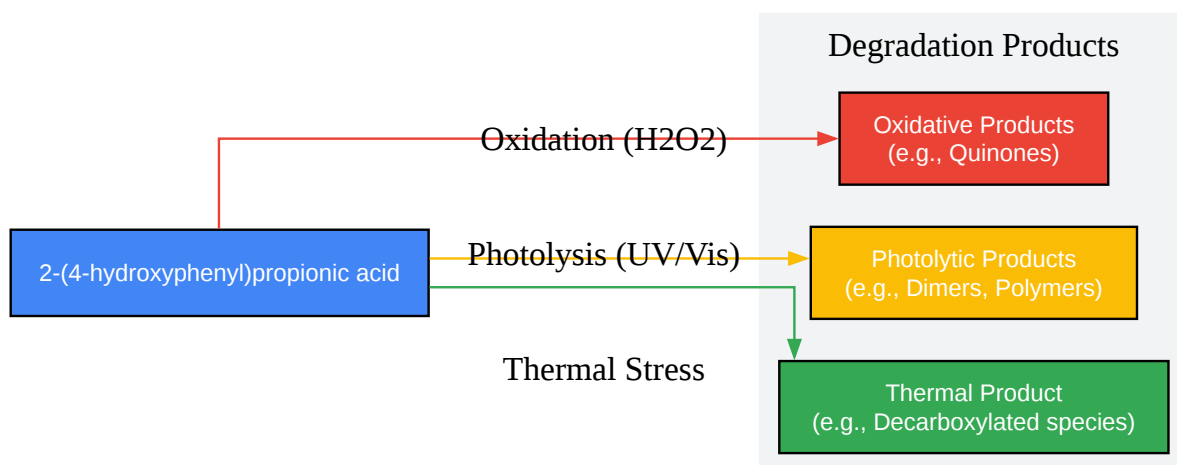 Degradation Products
Oxidation (H2O2)
Oxidative Products
(e.g., Quinones)
2-(4-hydroxyphenyl)propionic acid
Photolysis (UV/Vis)
Photolytic Products
(e.g., Dimers, Polymers)
Thermal Stress
Thermal Product
(e.g., Decarboxylated species)